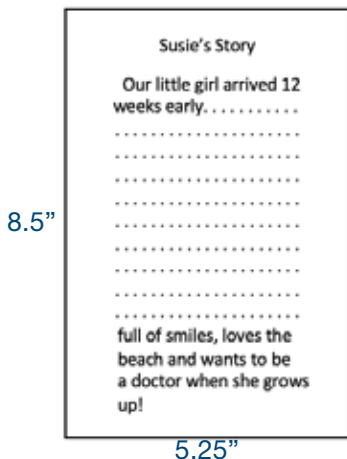 Susie's Story
Our little girl arrived 12
weeks early. . . . . . . . . . .
. . . . . . . . . . . . . . . . . . . . .
. . . . . . . . . . . . . . . . . . . . .
. . . . . . . . . . . . . . . . . . . . .
. . . . . . . . . . . . . . . . . . . . .
8.5”
. . . . . . . . . . . . . . . . . . . . .
. . . . . . . . . . . . . . . . . . . . .
. . . . . . . . . . . . . . . . . . . . .
. . . . . . . . . . . . . . . . . . . . .
. . . . . . . . . . . . . . . . . . . . .
full of smiles, loves the
beach and wants to be
a doctor when she grows
up!
5.25”